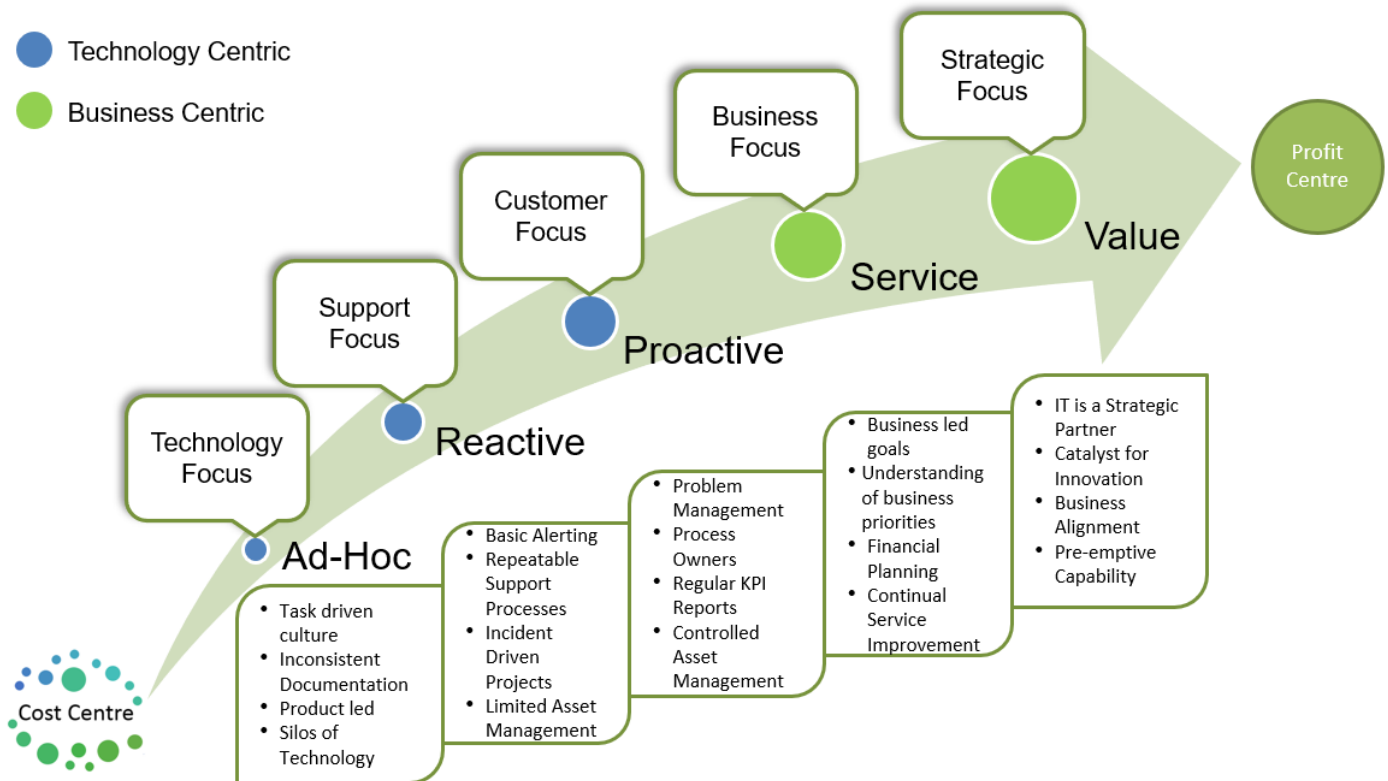 Technology Centric
Business Centric
Strategic
Focus
Business
Focus
Customer
Focus
Support
Focus
Technology
Focus
Profit
Centre
Value
Service
Proactive
Reactive
Ad-Hoc
Cost Centre
• Task driven
culture
• Inconsistent
Documentation
• Product led
• Silos of
Technology
• Basic Alerting
• Repeatable
Support
Processes
• Incident
Driven
Projects
• Limited Asset
Management
• Problem
Management
• Process
Owners
• Regular KPI
Reports
• Controlled
Asset
Management
• Business led
goals
• Understanding
of business
priorities
• Financial
Planning
• Continual
Service
Improvement
• IT is a Strategic
Partner
• Catalyst for
Innovation
• Business
Alignment
• Pre-emptive
Capability